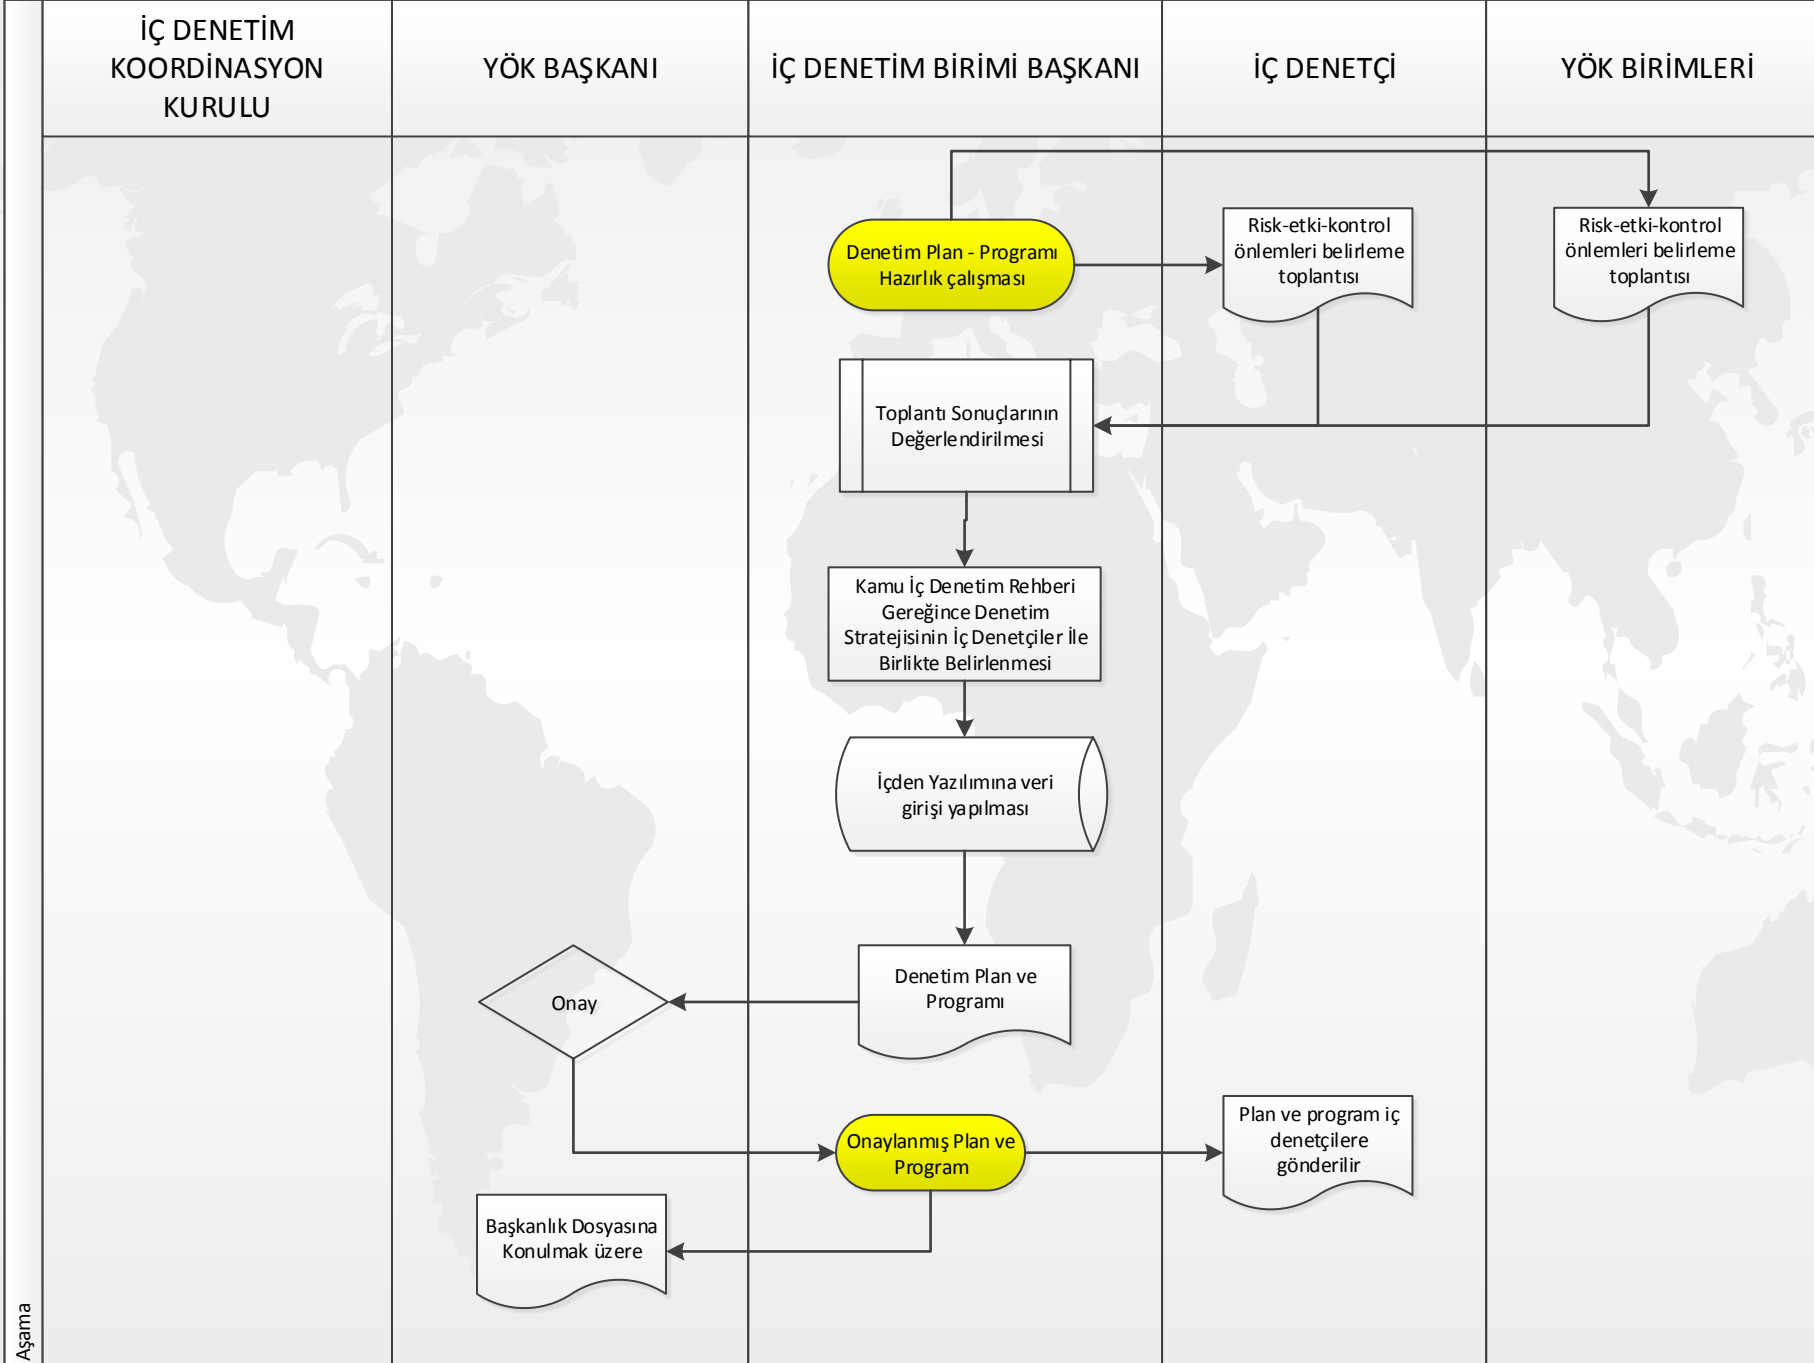 İÇ DENETİM
KOORDİNASYON
KURULU
YÖK BAŞKANI
İÇ DENETİM BİRİMİ BAŞKANI
İÇ DENETÇİ
YÖK BİRİMLERİ
Denetim Plan - Programı
Hazırlık çalışması
Risk-etki-kontrol
önlemleri belirleme
toplantısı
Risk-etki-kontrol
önlemleri belirleme
toplantısı
Toplantı Sonuçlarının
Değerlendirilmesi
Kamu İç Denetim Rehberi
Gereğince Denetim
Stratejisinin İç Denetçiler İle
Birlikte Belirlenmesi
İçden Yazılımına veri
girişi yapılması
Denetim Plan ve
Programı
Onay
Onaylanmış Plan ve
Program
Plan ve program iç
denetçilere
gönderilir
Başkanlık Dosyasına
Konulmak üzere
Aşama